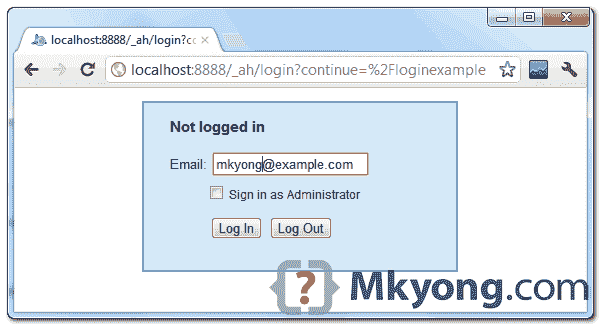 localhost:8888/_ah/login?cc
localhost:8888/_ah/login?continue=%2Floginexample
Not logged in
Email: mkyong@example.com
Sign in as Administrator
Log In Log Out
{?} Mkyong.com